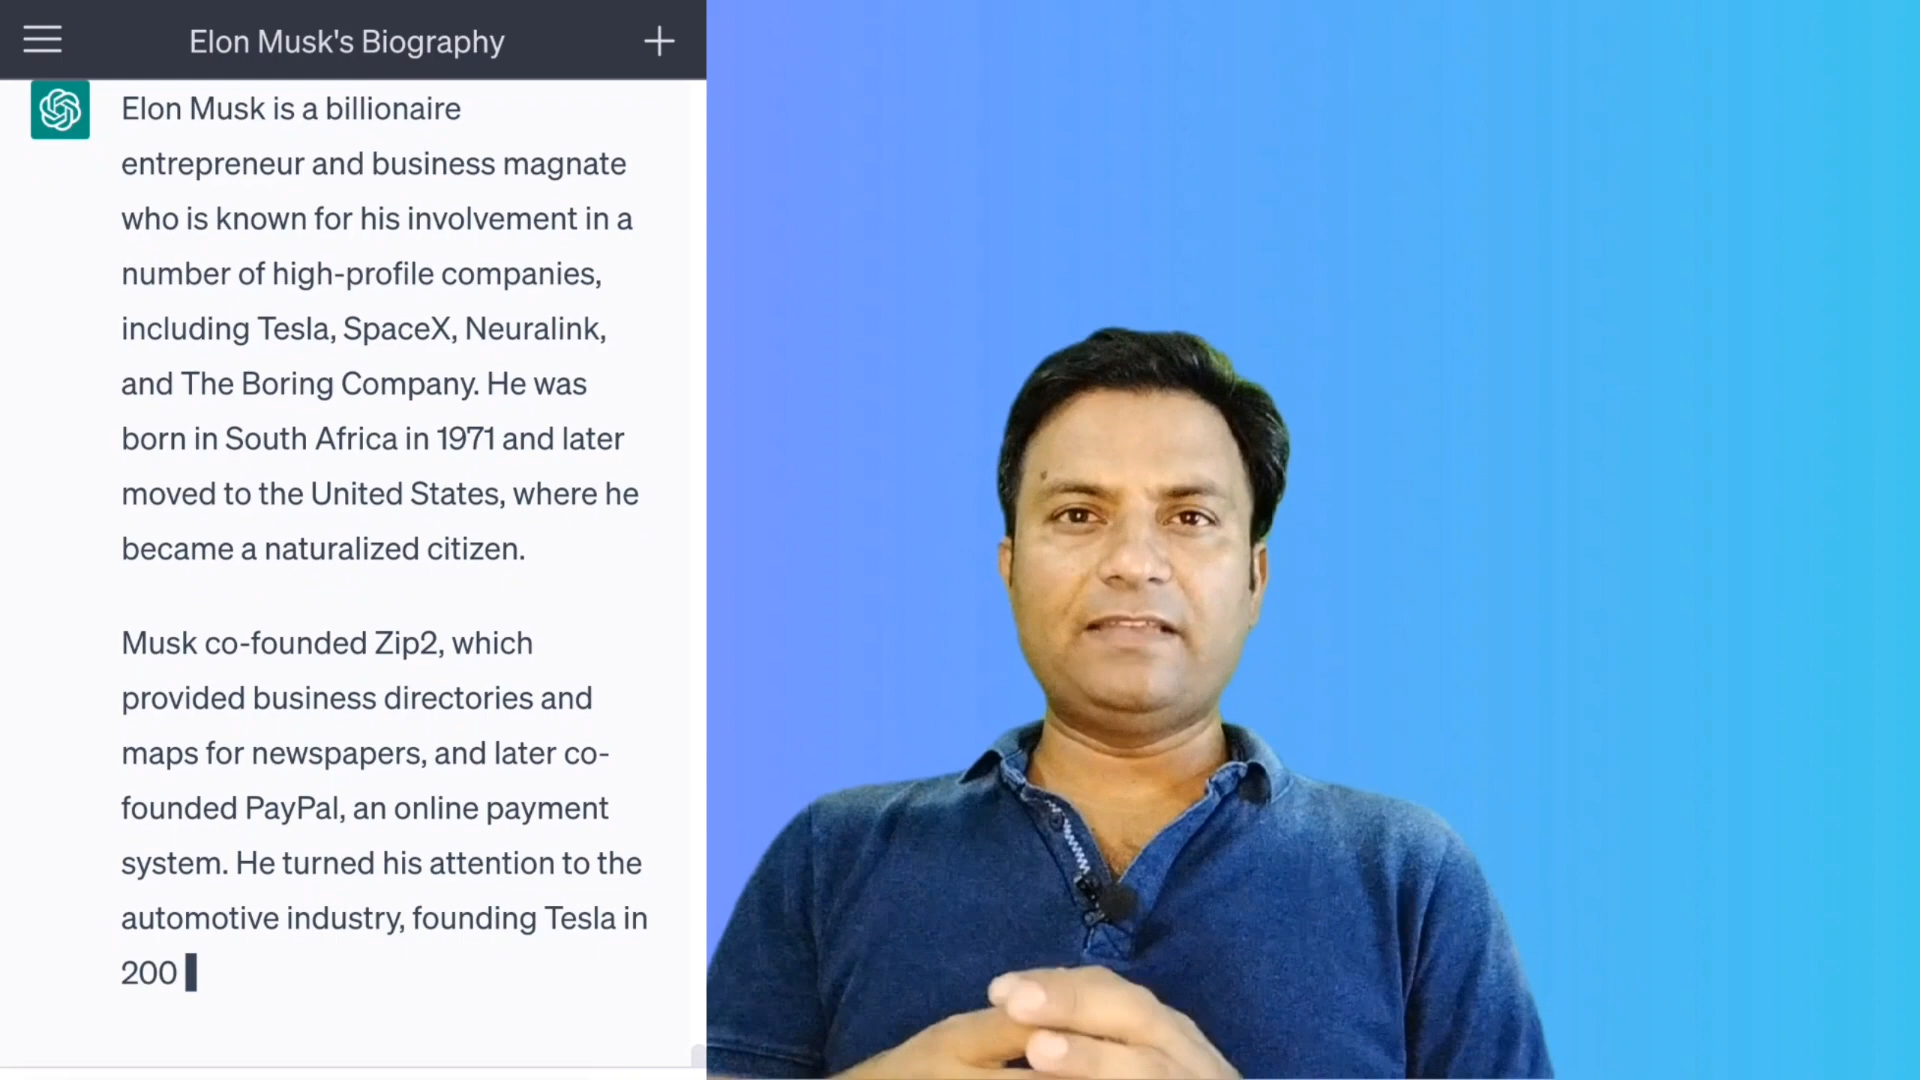 Elon Musk's Biography
Elon Musk is a billionaire
entrepreneur and business magnate
who is known for his involvement in a
number of high-profile companies,
including Tesla, SpaceX, Neuralink,
and The Boring Company. He was
born in South Africa in 1971 and later
moved to the United States, where he
became a naturalized citizen.
Musk co-founded Zip2, which
provided business directories and
maps for newspapers, and later co-
founded PayPal, an online payment
system. He turned his attention to the
automotive industry, founding Tesla in
200